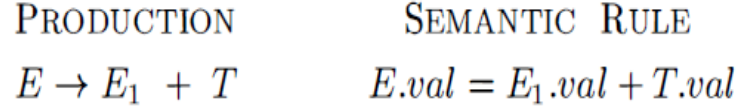 PRODUCTION SEMANTIC RULE
E → E₁ + T E.val = E₁.val + T.val